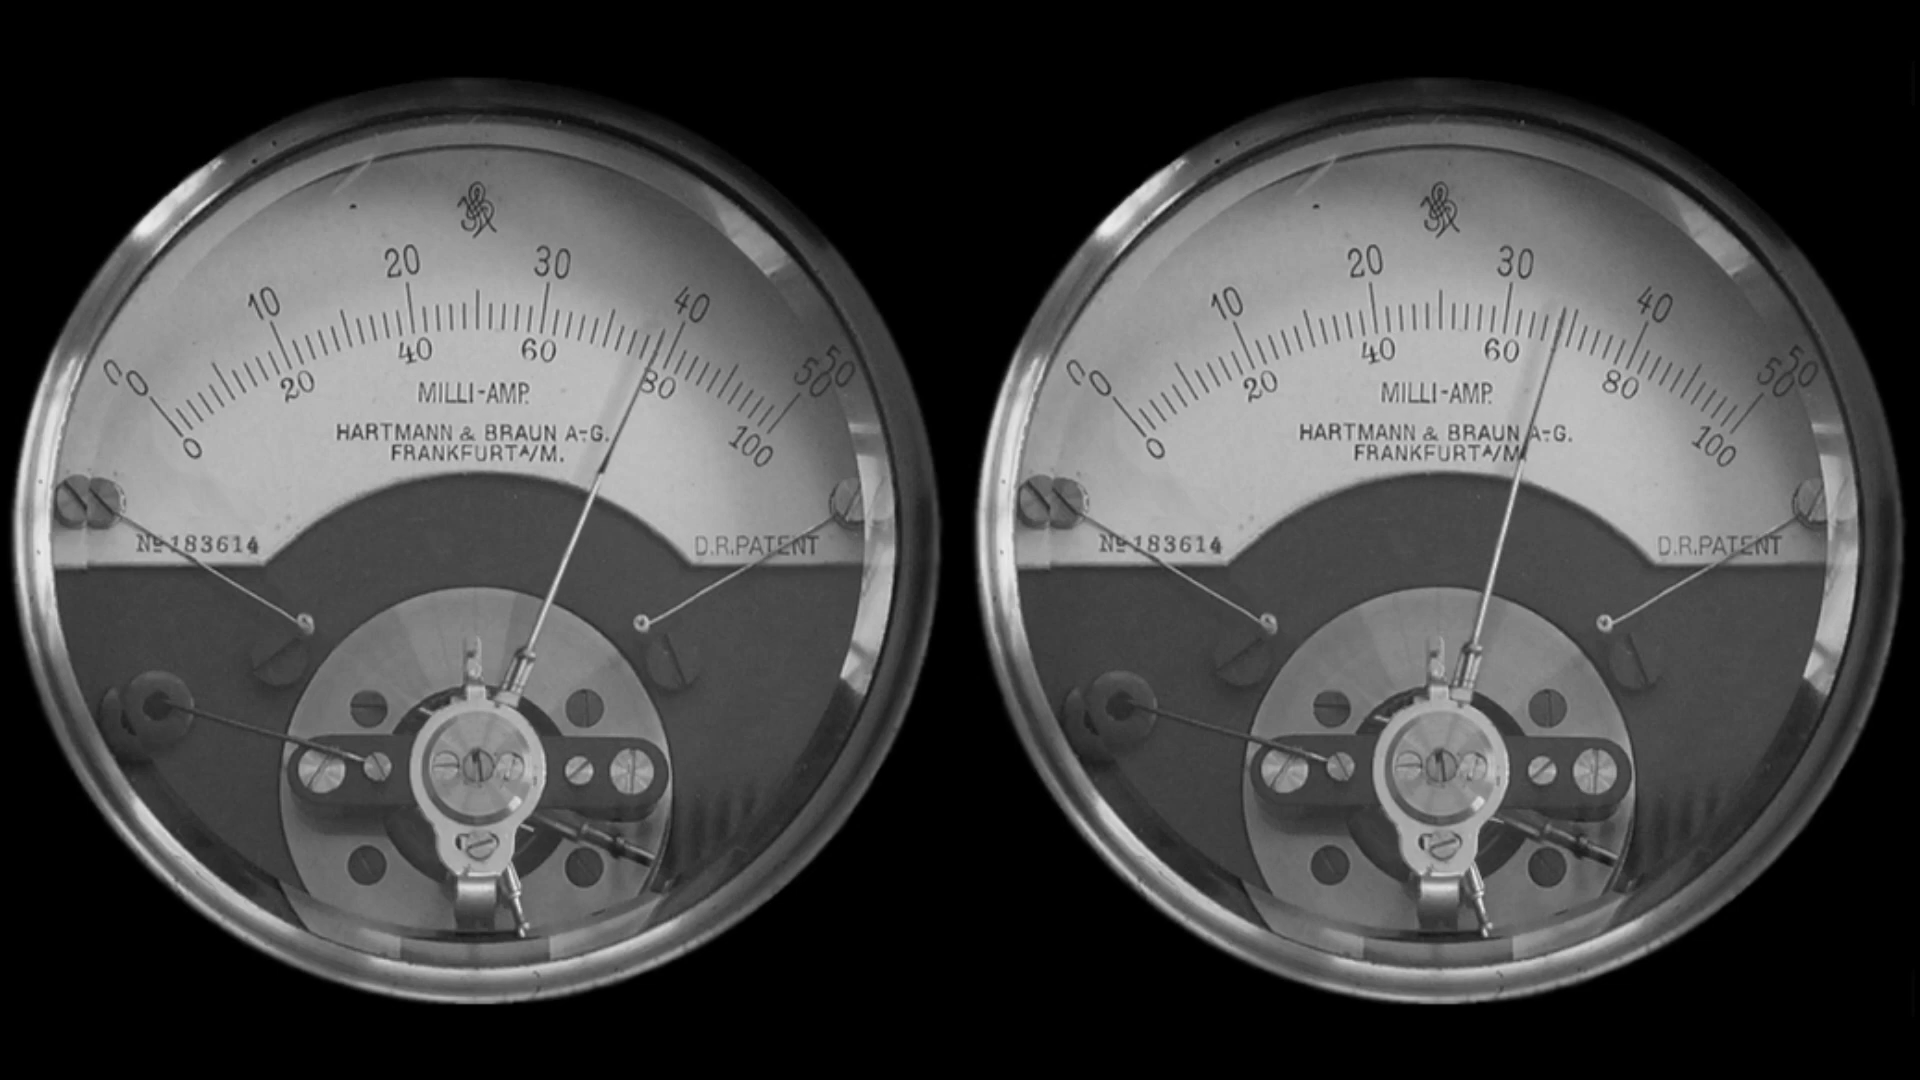 20 30
10 40
0 0 50 50
40 60
20 80
0 100
MILLI-AMP.
HARTMANN & BRAUN A-G.
FRANKFURT A/M.
№ 183614 D.R.PATENT
20 30
10 40
0 0 50 50
40 60
20 80
0 100
MILLI-AMP.
HARTMANN & BRAUN A-G.
FRANKFURT A/M
№ 183614 D.R.PATENT